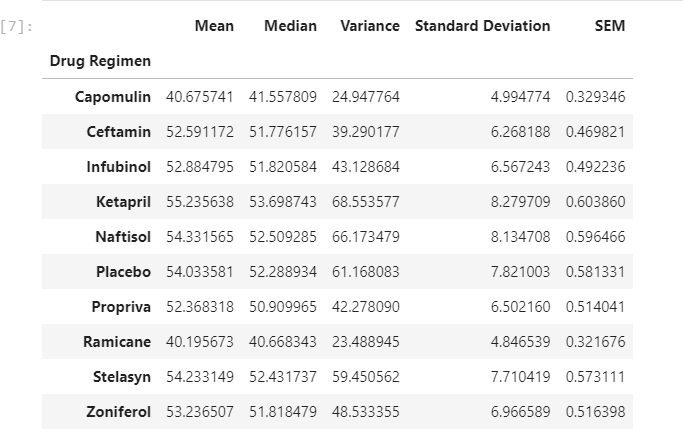 [7]:
Mean Median Variance Standard Deviation SEM
Drug Regimen
Capomulin 40.675741 41.557809 24.947764 4.994774 0.329346
Ceftamin 52.591172 51.776157 39.290177 6.268188 0.469821
Infubinol 52.884795 51.820584 43.128684 6.567243 0.492236
Ketapril 55.235638 53.698743 68.553577 8.279709 0.603860
Naftisol 54.331565 52.509285 66.173479 8.134708 0.596466
Placebo 54.033581 52.288934 61.168083 7.821003 0.581331
Propriva 52.368318 50.909965 42.278090 6.502160 0.514041
Ramicane 40.195673 40.668343 23.488945 4.846539 0.321676
Stelasyn 54.233149 52.431737 59.450562 7.710419 0.573111
Zoniferol 53.236507 51.818479 48.533355 6.966589 0.516398